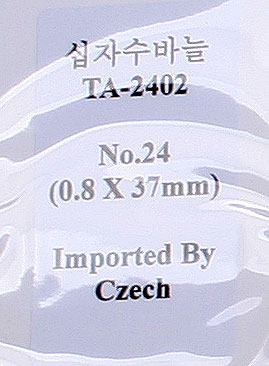 십자수바늘
TA-2402
No.24
(0.8 X 37mm)
Imported By
Czech